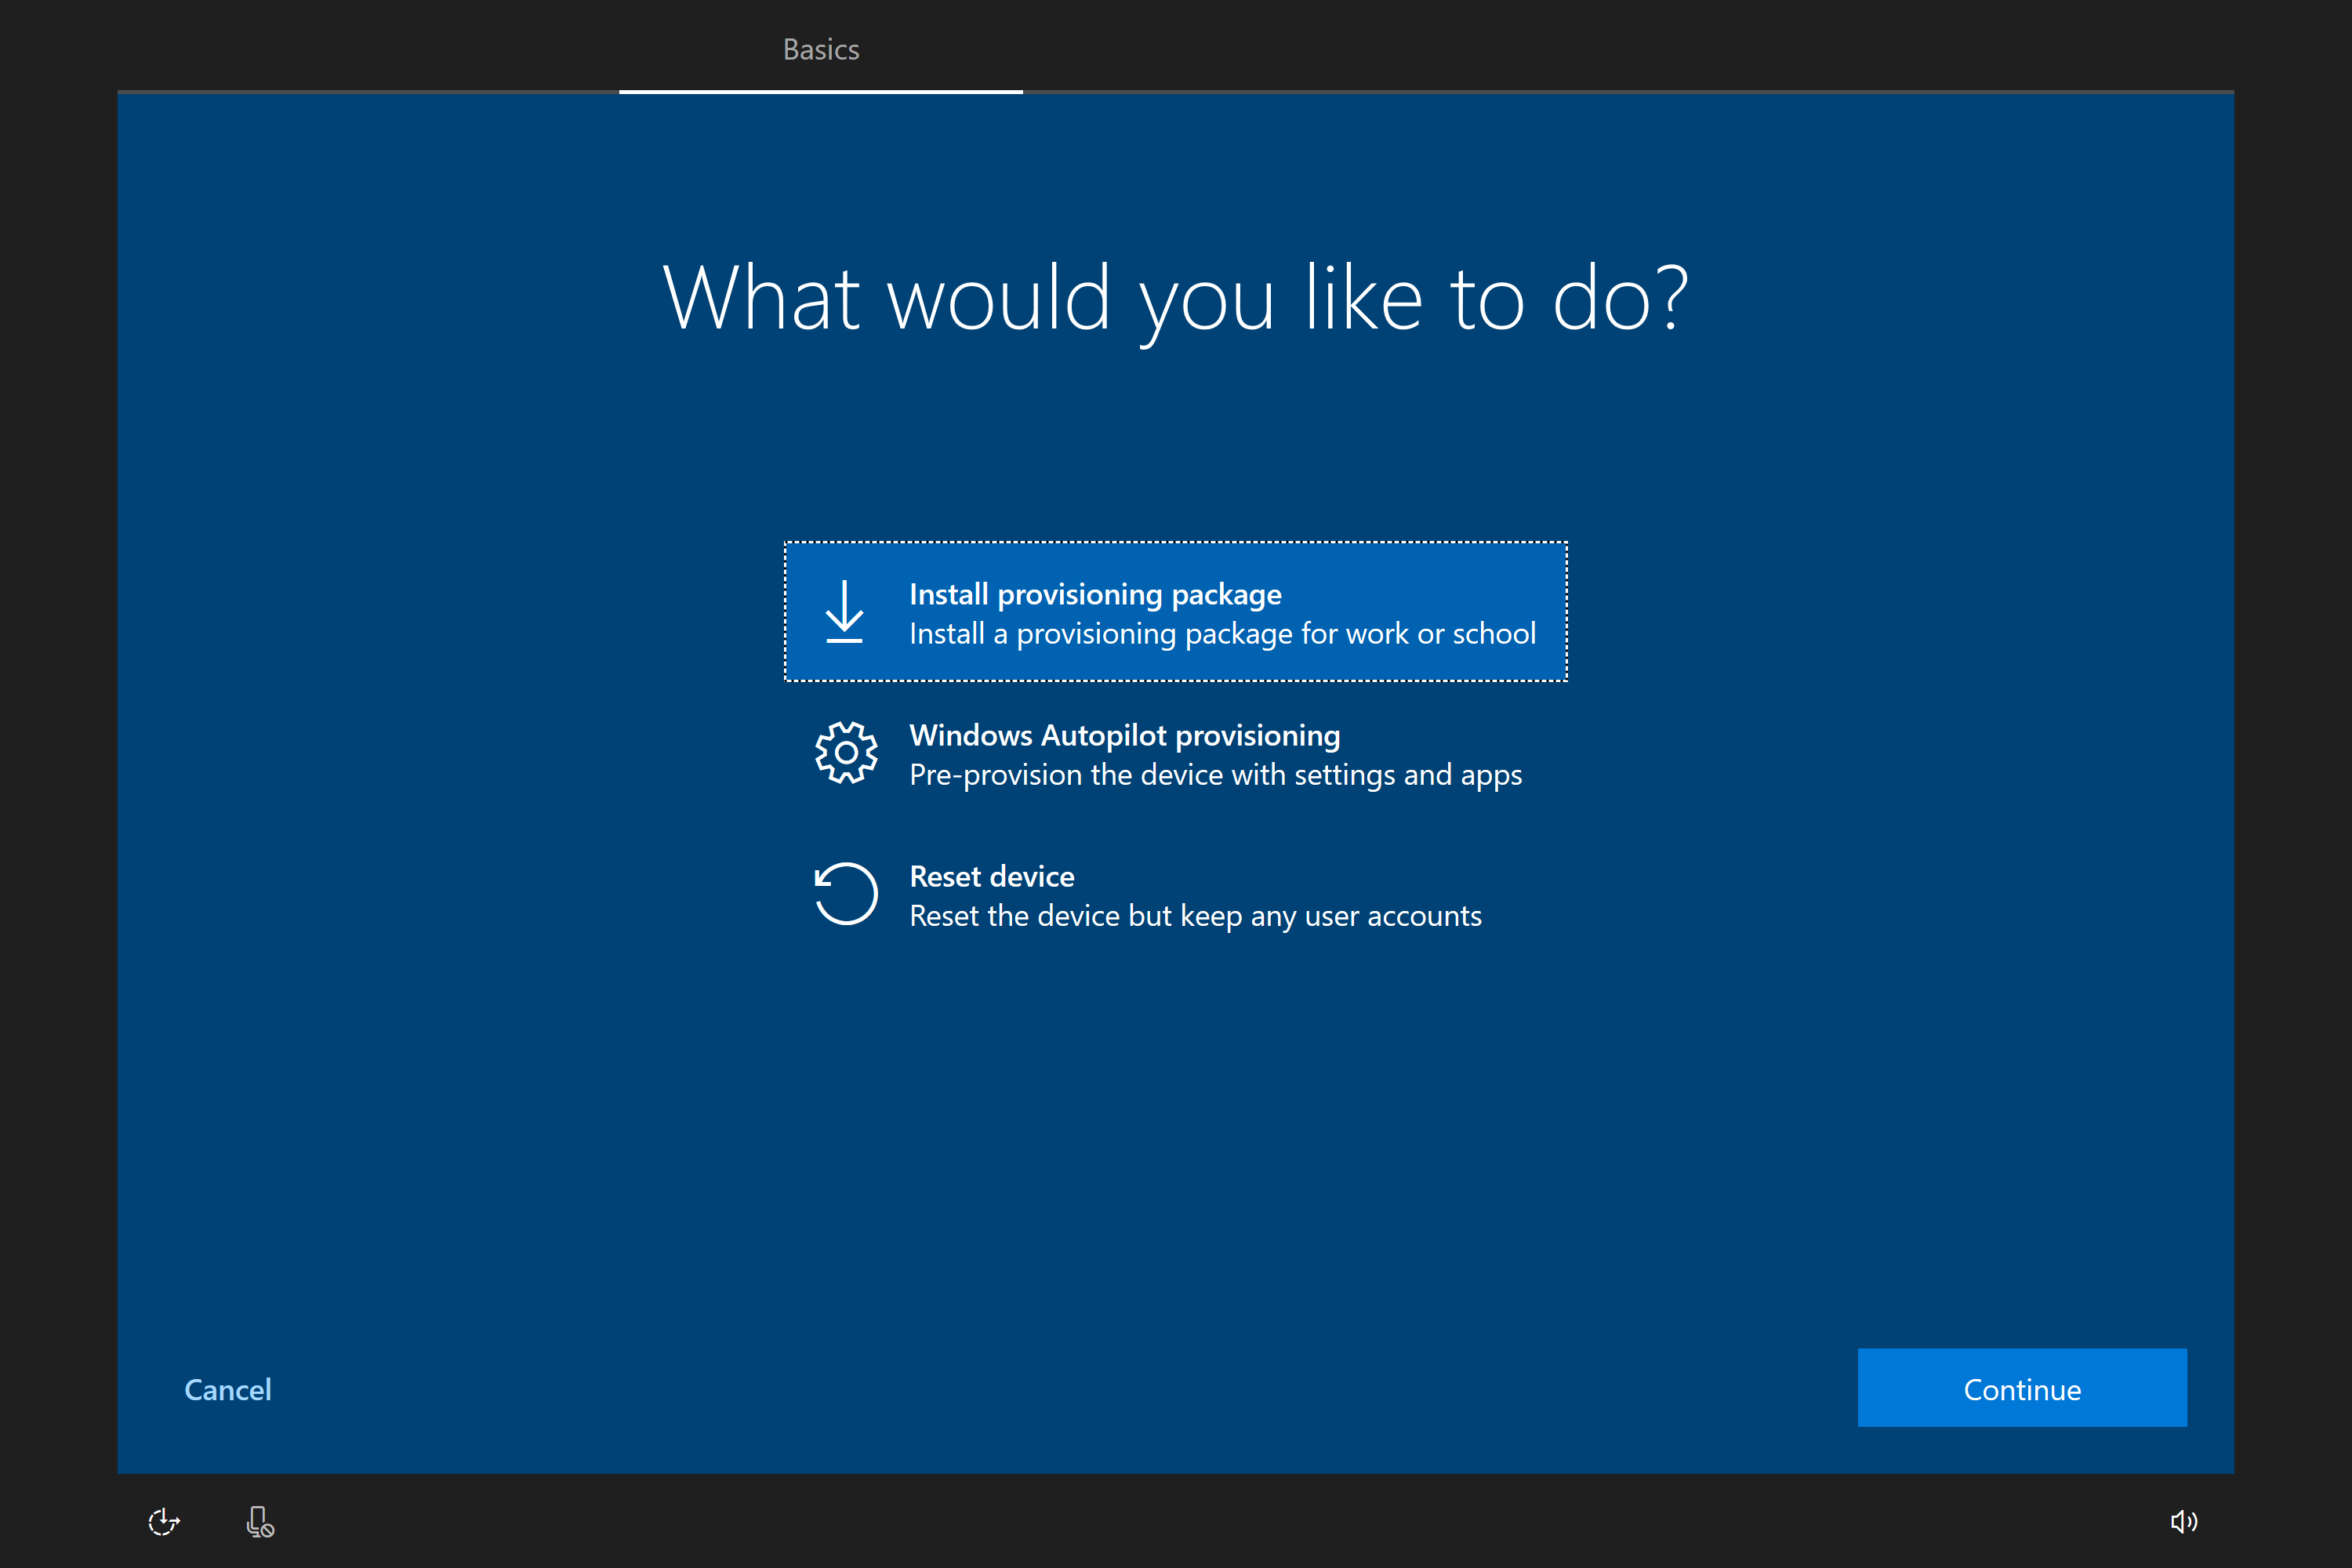 Basics
What would you like to do?
Install provisioning package
Install a provisioning package for work or school
Windows Autopilot provisioning
Pre-provision the device with settings and apps
Reset device
Reset the device but keep any user accounts
Cancel
Continue